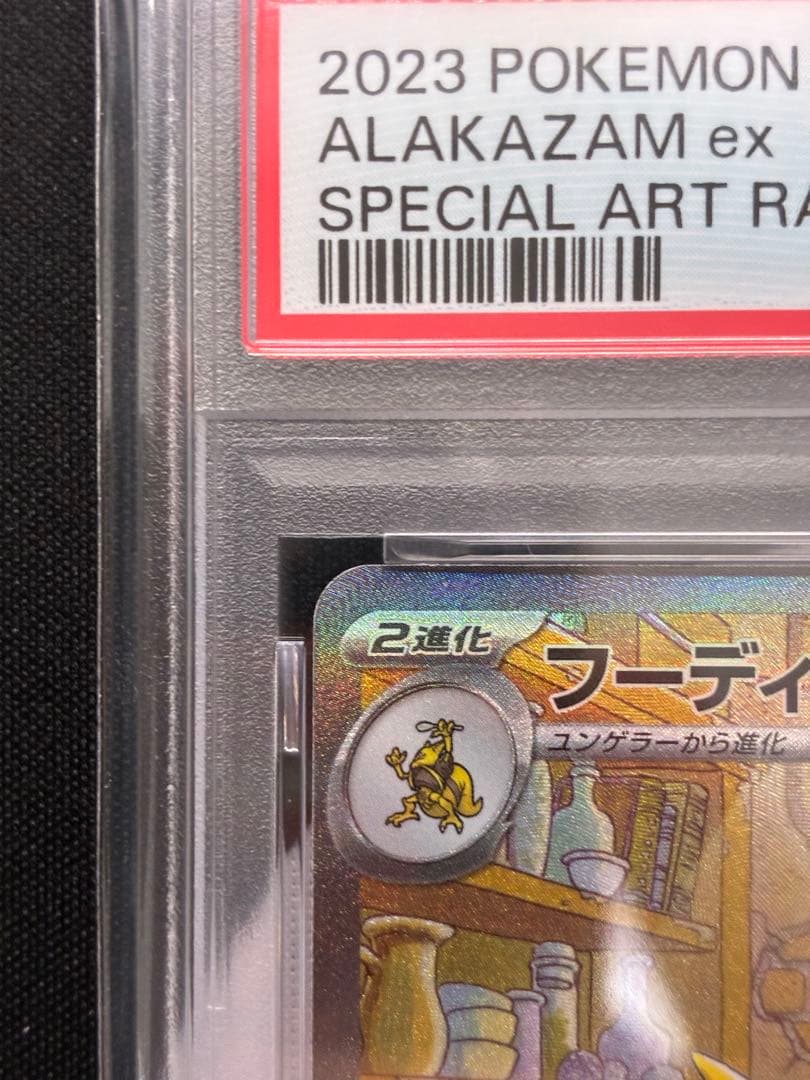 2023 POKEMON
ALAKAZAM ex
SPECIAL ART RA
2進化
フーディ
ユンゲラーから進化